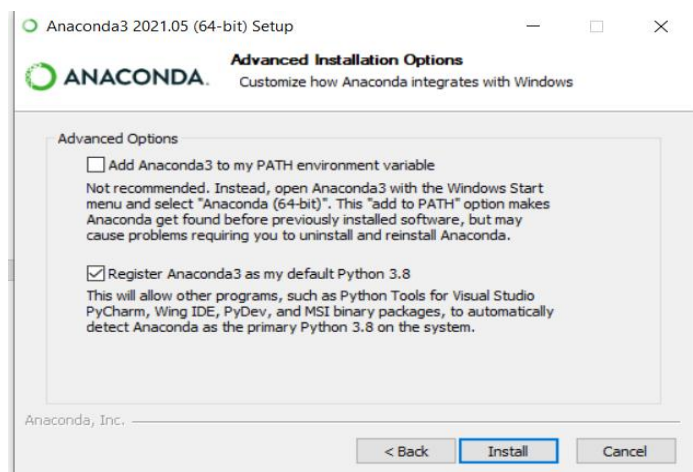 Anaconda3 2021.05 (64-bit) Setup
ANACONDA.
Advanced Installation Options
Customize how Anaconda integrates with Windows
Advanced Options
Add Anaconda3 to my PATH environment variable
Not recommended. Instead, open Anaconda3 with the Windows Start
menu and select "Anaconda (64-bit)". This "add to PATH" option makes
Anaconda get found before previously installed software, but may
cause problems requiring you to uninstall and reinstall Anaconda.
Register Anaconda3 as my default Python 3.8
This will allow other programs, such as Python Tools for Visual Studio
PyCharm, Wing IDE, PyDev, and MSI binary packages, to automatically
detect Anaconda as the primary Python 3.8 on the system.
Anaconda, Inc.
< Back Install Cancel